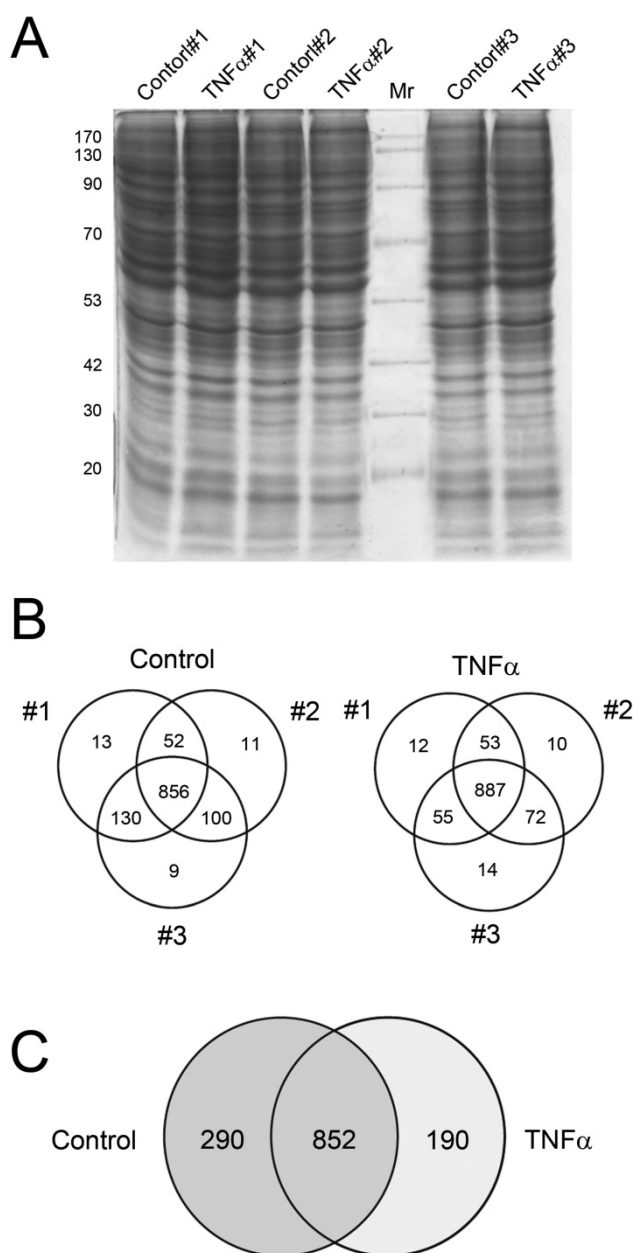 A
Contorl#1 TNFα#1 Contorl#2 TNFα#2 Mr Contorl#3 TNFα#3
170
130
90
70
53
42
30
20
B
Control TNFα
#1 #2 #1 #2
13 52 11 12 53 10
856 887
130 100 55 72
9 14
#3 #3
C
Control 290 852 190 TNFα